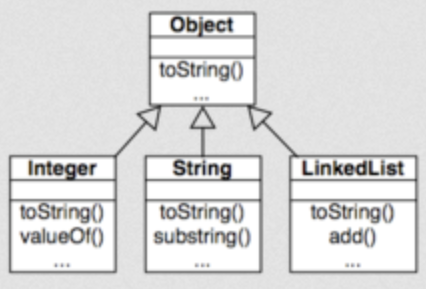 Object
toString()
...
Integer
toString()
valueOf()
...
String
toString()
substring()
...
LinkedList
toString()
add()
...